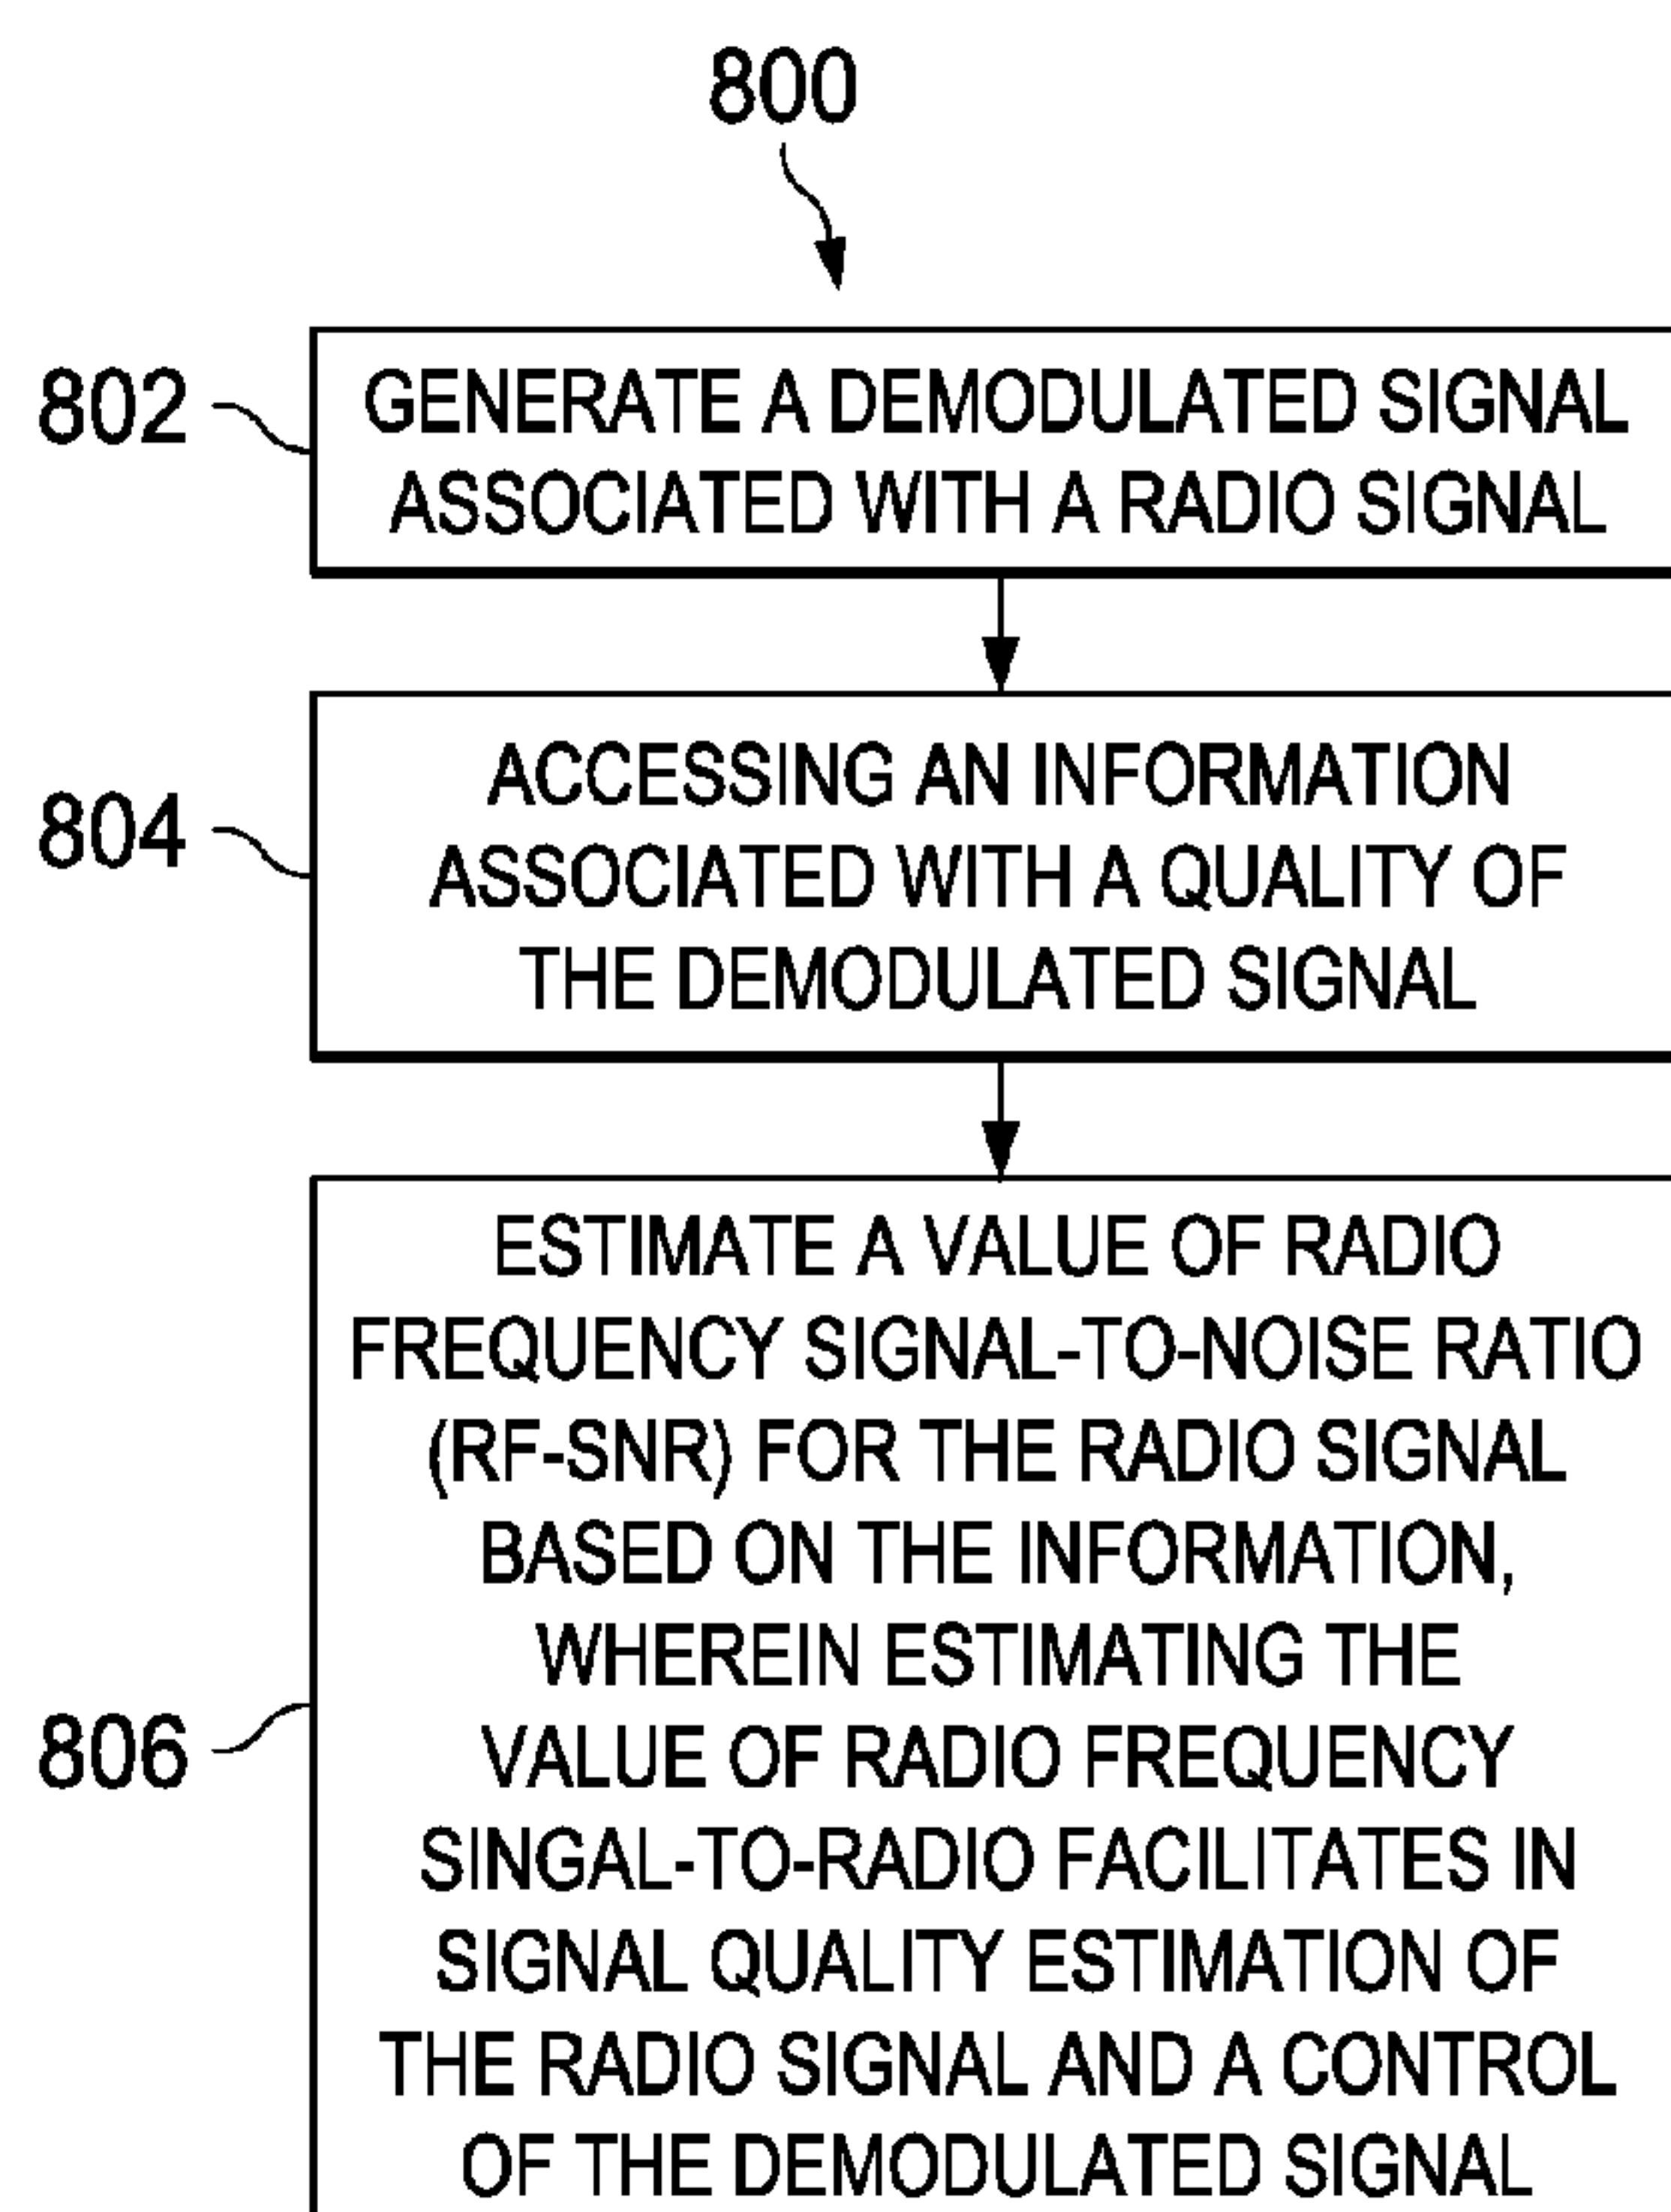 800
802
GENERATE A DEMODULATED SIGNAL
ASSOCIATED WITH A RADIO SIGNAL
804
ACCESSING AN INFORMATION
ASSOCIATED WITH A QUALITY OF
THE DEMODULATED SIGNAL
806
ESTIMATE A VALUE OF RADIO
FREQUENCY SIGNAL-TO-NOISE RATIO
(RF-SNR) FOR THE RADIO SIGNAL
BASED ON THE INFORMATION,
WHEREIN ESTIMATING THE
VALUE OF RADIO FREQUENCY
SINGAL-TO-RADIO FACILITATES IN
SIGNAL QUALITY ESTIMATION OF
THE RADIO SIGNAL AND A CONTROL
OF THE DEMODULATED SIGNAL